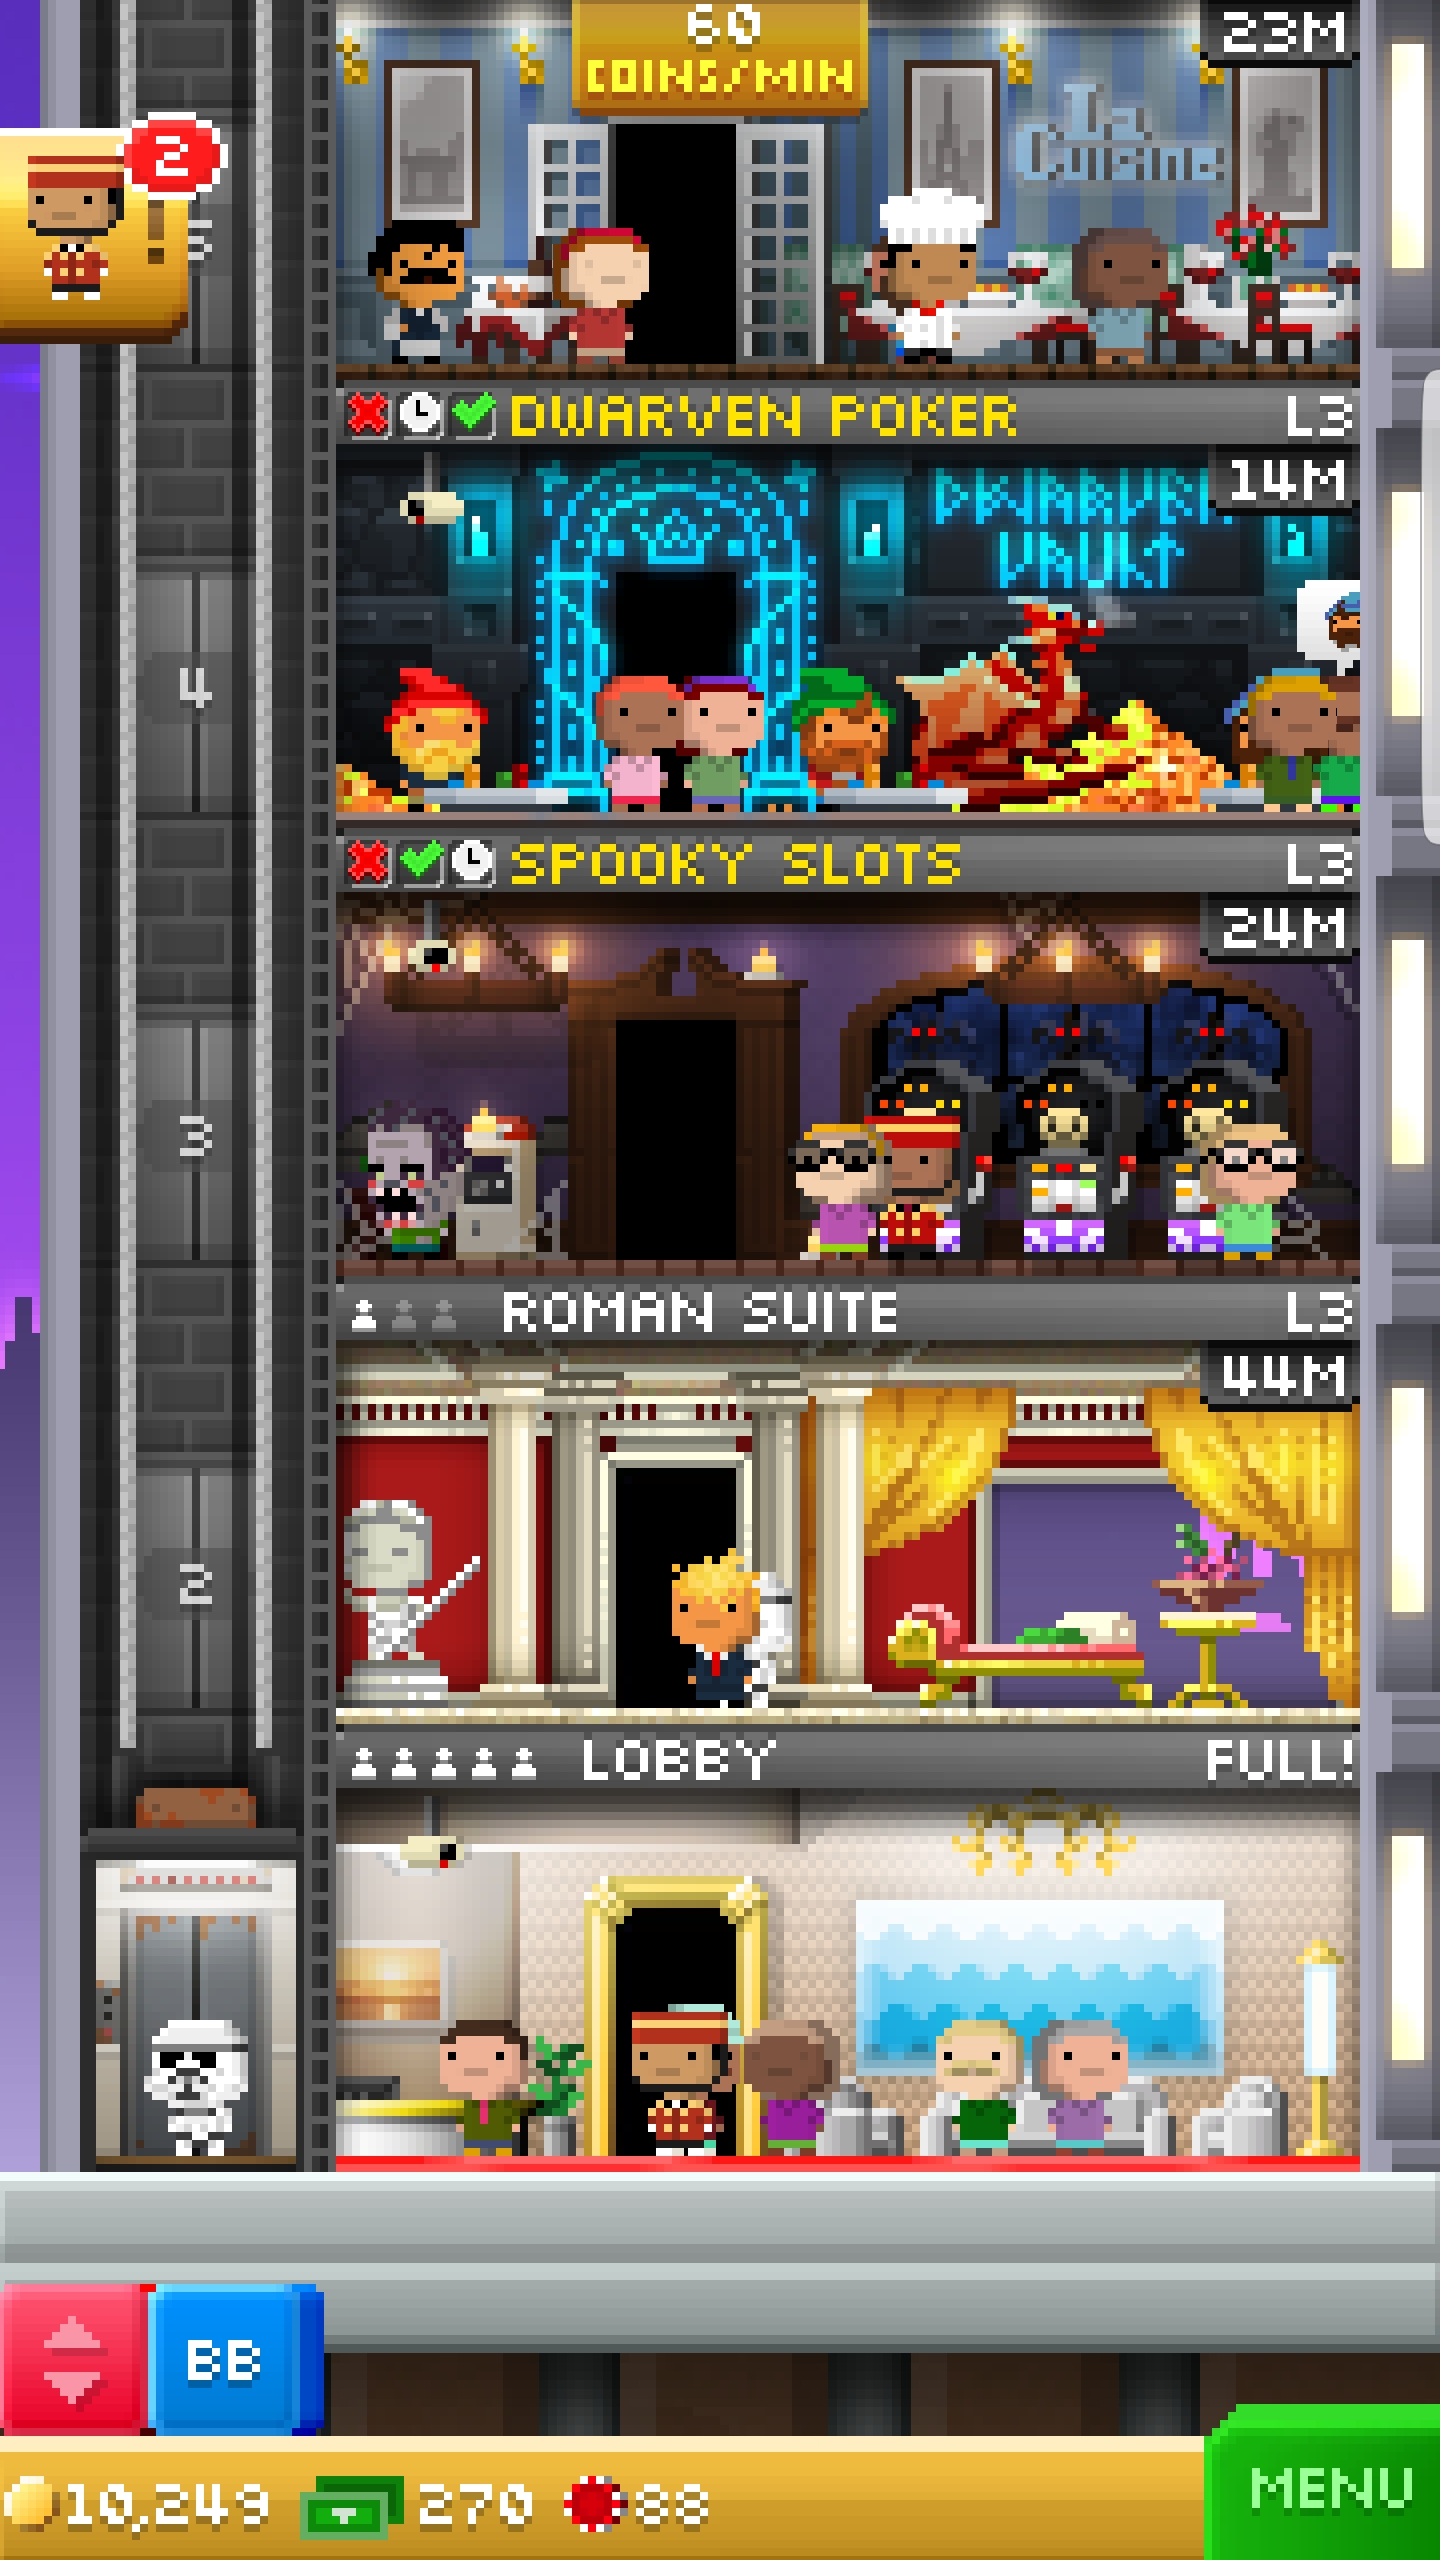 60
COINS/MIN
23M
La
Cuisine
2
5
DWARVEN POKER
L3
14M
DWARVEN
VAULT
4
SPOOKY SLOTS
L3
24M
3
ROMAN SUITE
L3
44M
2
LOBBY
FULL!
BB
10,249
270
88
MENU